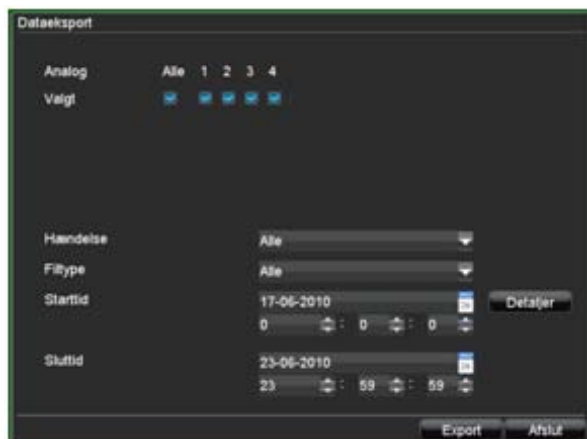 Dataeksport
Analog Alle 1 2 3 4
Valgt
Hændelse Alle
Filtype Alle
Starttid 17-06-2010 Detaljer
0 : 0 : 0
Sluttid 23-06-2010
23 : 59 : 59
Export Afslut